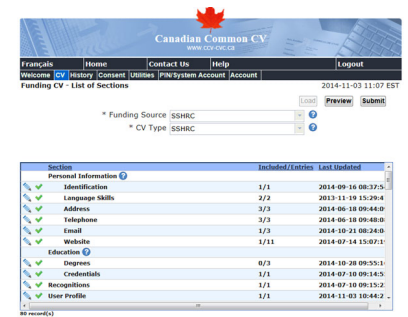 Canadian Common CV
www.ccv-cvc.ca
Français Home Contact Us Help Logout
Welcome CV History Consent Utilities PIN/System Account Account
Funding CV - List of Sections 2014-11-03 11:07 EST
Load Preview Submit
* Funding Source SSHRC
* CV Type SSHRC
Section Included/Entries Last Updated
Personal Information
Identification 1/1 2014-09-16 08:37:5
Language Skills 2/2 2013-11-19 15:29:4
Address 3/3 2014-06-18 09:44:0
Telephone 3/3 2014-06-18 09:48:0
Email 1/3 2014-10-21 08:24:0
Website 1/11 2014-07-14 15:07:1
Education
Degrees 0/3 2014-10-28 09:55:1
Credentials 1/1 2014-07-10 09:14:5
Recognitions 1/1 2014-07-10 09:15:2
User Profile 1/1 2014-11-03 10:44:2
80 record(s)